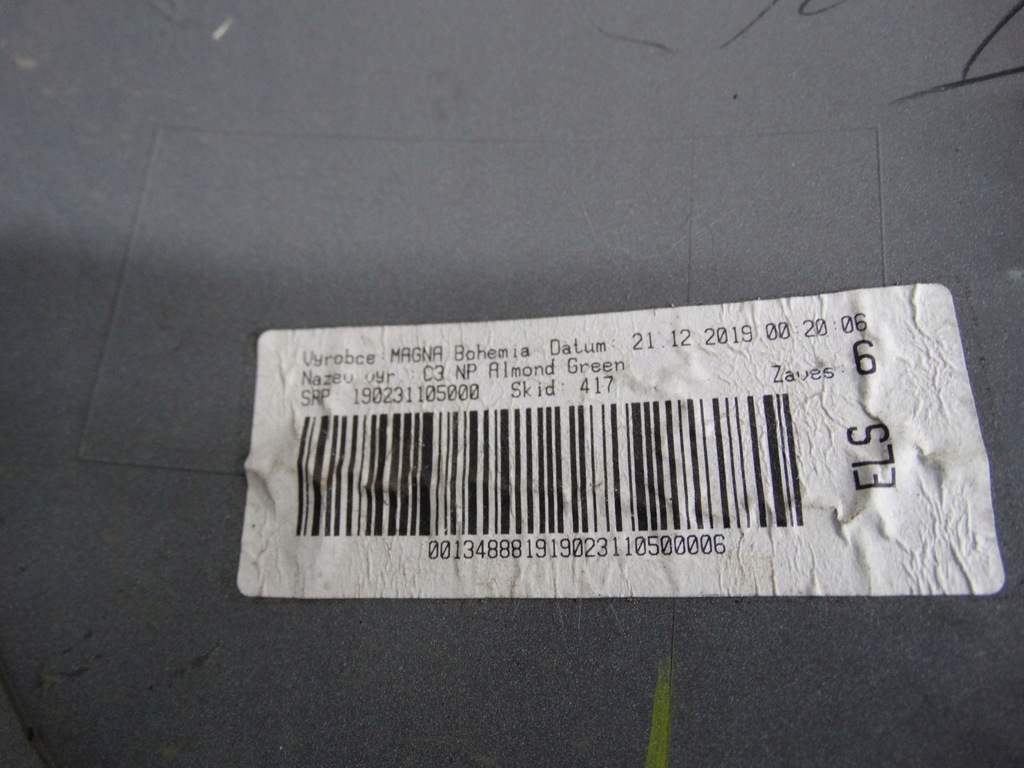 Vyrobce: MAGNA Bohemia Datum: 21.12.2019 00:20:06
Nazev vyr : C3 NP Almond Green
Zaves: 6
SAP: 190231105000 Skid: 417
ELS
00134888191902311050006